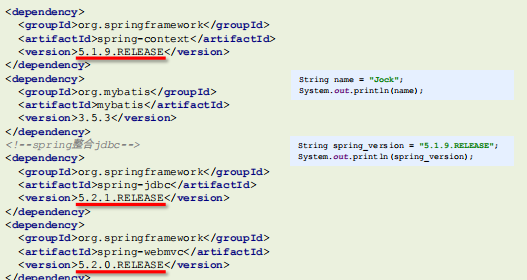 <dependency>
<groupId>org.springframework</groupId>
<artifactId>spring-context</artifactId>
<version>5.1.9.RELEASE</version>
</dependency>
<dependency>
<groupId>org.mybatis</groupId>
<artifactId>mybatis</artifactId>
<version>3.5.3</version>
</dependency>
<!--spring整合jdbc-->
<dependency>
<groupId>org.springframework</groupId>
<artifactId>spring-jdbc</artifactId>
<version>5.2.1.RELEASE</version>
</dependency>
<dependency>
<groupId>org.springframework</groupId>
<artifactId>spring-webmvc</artifactId>
<version>5.2.0.RELEASE</version>
</dependency>
String name = "Jock";
System.out.println(name);
String spring_version = "5.1.9.RELEASE";
System.out.println(spring_version);